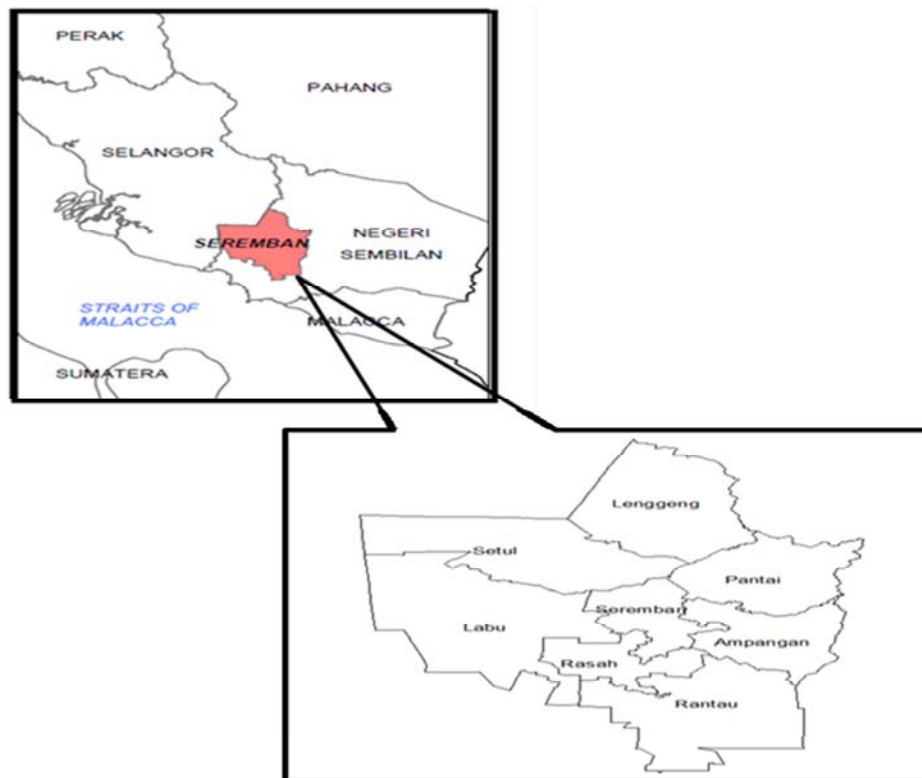 PERAK
PAHANG
SELANGOR
SEREMBAN
NEGERI
SEMBILAN
STRAITS OF
MALACCA
MALACCA
SUMATERA
Lenggeng
Setul
Pantai
Seremban
Labu
Ampangan
Rasah
Rantau